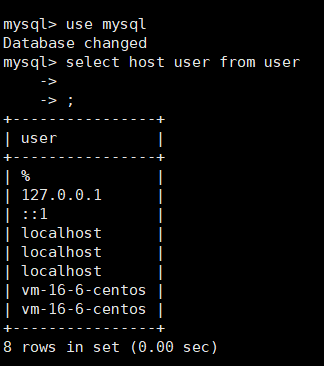 mysql> use mysql
Database changed
mysql> select host user from user
    ->
    -> ;
+----------------+
| user           |
+----------------+
| %              |
| 127.0.0.1      |
| ::1            |
| localhost      |
| localhost      |
| localhost      |
| vm-16-6-centos |
| vm-16-6-centos |
+----------------+
8 rows in set (0.00 sec)